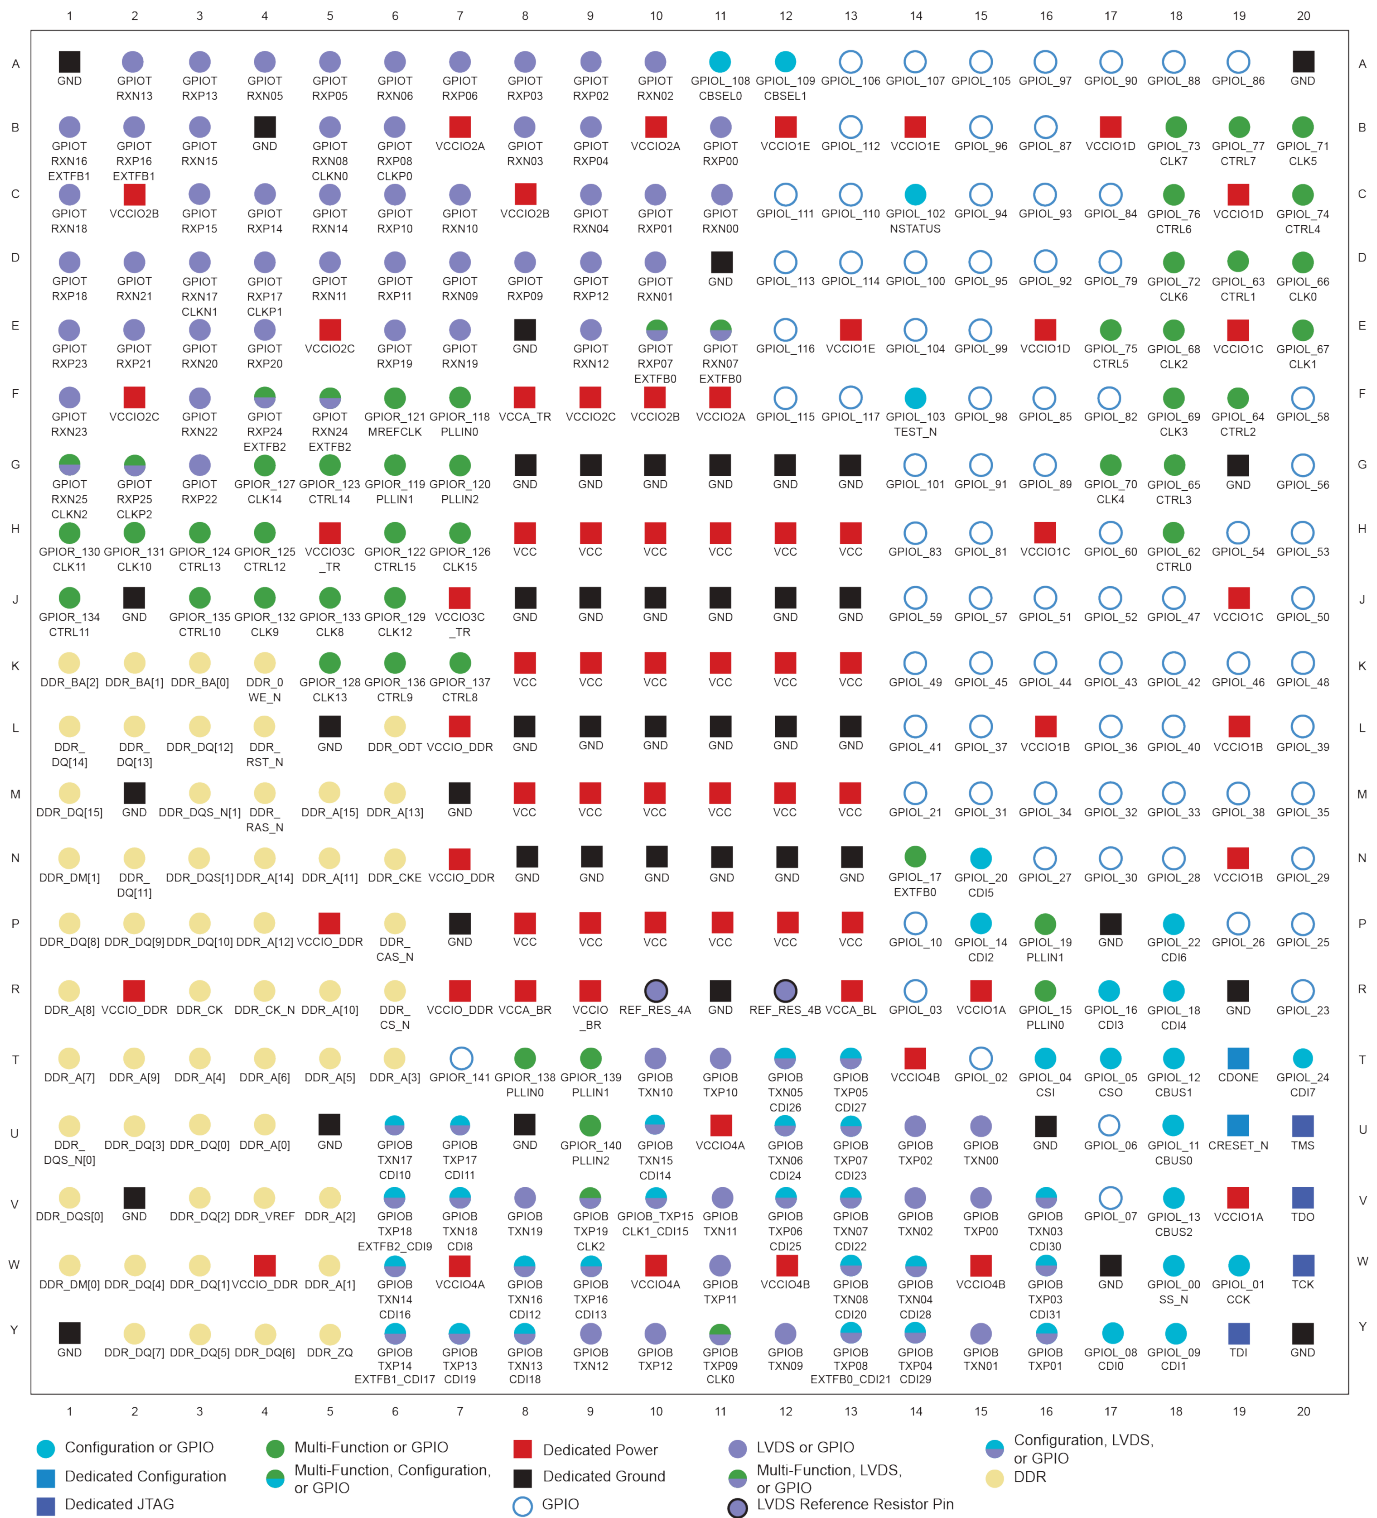 1 2 3 4 5 6 7 8 9 10 11 12 13 14 15 16 17 18 19 20
A A
GND GPIOT GPIOT GPIOT GPIOT GPIOT GPIOT GPIOT GPIOT GPIOT GPIOL_108 GPIOL_109 GPIOL_106 GPIOL_107 GPIOL_105 GPIOL_97 GPIOL_90 GPIOL_88 GPIOL_86 GND
RXN13 RXP13 RXN05 RXP05 RXN06 RXP06 RXP03 RXP02 RXN02 CBSEL0 CBSEL1
B B
GPIOT GPIOT GPIOT GND GPIOT GPIOT VCCIO2A GPIOT GPIOT VCCIO2A GPIOT VCCIO1E GPIOL_112 VCCIO1E GPIOL_96 GPIOL_87 VCCIO1D GPIOL_73 GPIOL_77 GPIOL_71
RXN16 RXP16 RXN15 RXN08 RXP08 RXN03 RXP04 RXP00 CLK7 CTRL7 CLK5
EXTFB1 EXTFB1 CLKN0 CLKP0
C C
GPIOT VCCIO2B GPIOT GPIOT GPIOT GPIOT GPIOT VCCIO2B GPIOT GPIOT GPIOT GPIOL_111 GPIOL_110 GPIOL_102 GPIOL_94 GPIOL_93 GPIOL_84 GPIOL_76 VCCIO1D GPIOL_74
RXN18 RXP15 RXP14 RXN14 RXP10 RXN10 RXN04 RXP01 RXN00 NSTATUS CTRL6 CTRL4
D D
GPIOT GPIOT GPIOT GPIOT GPIOT GPIOT GPIOT GPIOT GPIOT GPIOT GND GPIOL_113 GPIOL_114 GPIOL_100 GPIOL_95 GPIOL_92 GPIOL_79 GPIOL_72 GPIOL_63 GPIOL_66
RXP18 RXN21 RXN17 RXP17 RXN11 RXP11 RXN09 RXP09 RXP12 RXN01 CLK6 CTRL1 CLK0
CLKN1 CLKP1
E E
GPIOT GPIOT GPIOT GPIOT VCCIO2C GPIOT GPIOT GND GPIOT GPIOT GPIOT GPIOL_116 VCCIO1E GPIOL_104 GPIOL_99 VCCIO1D GPIOL_75 GPIOL_68 VCCIO1C GPIOL_67
RXP23 RXP21 RXN20 RXP20 RXP19 RXN19 RXN12 RXP07 RXN07 CTRL5 CLK2 CLK1
EXTFB0 EXTFB0
F F
GPIOT VCCIO2C GPIOT GPIOT GPIOT GPIOR_121 GPIOR_118 VCCA_TR VCCIO2C VCCIO2B VCCIO2A GPIOL_115 GPIOL_117 GPIOL_103 GPIOL_98 GPIOL_85 GPIOL_82 GPIOL_69 GPIOL_64 GPIOL_58
RXN23 RXN22 RXP24 RXN24 MREFCLK PLLIN0 TEST_N CLK3 CTRL2
EXTFB2 EXTFB2
G G
GPIOT GPIOT GPIOT GPIOR_127 GPIOR_123 GPIOR_119 GPIOR_120 GND GND GND GND GND GND GPIOL_101 GPIOL_91 GPIOL_89 GPIOL_70 GPIOL_65 GND GPIOL_56
RXN25 RXP25 RXP22 CLK14 CTRL14 PLLIN1 PLLIN2 CLK4 CTRL3
CLKN2 CLKP2
H H
GPIOR_130 GPIOR_131 GPIOR_124 GPIOR_125 VCCIO3C GPIOR_122 GPIOR_126 VCC VCC VCC VCC VCC VCC GPIOL_83 GPIOL_81 VCCIO1C GPIOL_60 GPIOL_62 GPIOL_54 GPIOL_53
CLK11 CLK10 CTRL13 CTRL12 _TR CTRL15 CLK15 CTRL0
J J
GPIOR_134 GND GPIOR_135 GPIOR_132 GPIOR_133 GPIOR_129 VCCIO3C GND GND GND GND GND GND GPIOL_59 GPIOL_57 GPIOL_51 GPIOL_52 GPIOL_47 VCCIO1C GPIOL_50
CTRL11 CTRL10 CLK9 CLK8 CLK12 _TR
K K
DDR_BA[2] DDR_BA[1] DDR_BA[0] DDR_0 GPIOR_128 GPIOR_136 GPIOR_137 VCC VCC VCC VCC VCC VCC GPIOL_49 GPIOL_45 GPIOL_44 GPIOL_43 GPIOL_42 GPIOL_46 GPIOL_48
WE_N CLK13 CTRL9 CTRL8
L L
DDR_ DDR_ DDR_DQ[12] DDR_ GND DDR_ODT VCCIO_DDR GND GND GND GND GND GND GPIOL_41 GPIOL_37 VCCIO1B GPIOL_36 GPIOL_40 VCCIO1B GPIOL_39
DQ[14] DQ[13] RST_N
M M
DDR_DQ[15] GND DDR_DQS_N[1] DDR_ DDR_A[15] DDR_A[13] GND VCC VCC VCC VCC VCC VCC GPIOL_21 GPIOL_31 GPIOL_34 GPIOL_32 GPIOL_33 GPIOL_38 GPIOL_35
RAS_N
N N
DDR_DM[1] DDR_ DDR_DQS[1] DDR_A[14] DDR_A[11] DDR_CKE VCCIO_DDR GND GND GND GND GND GND GPIOL_17 GPIOL_20 GPIOL_27 GPIOL_30 GPIOL_28 VCCIO1B GPIOL_29
DQ[11] EXTFB0 CDI5
P P
DDR_DQ[8] DDR_DQ[9] DDR_DQ[10] DDR_A[12] VCCIO_DDR DDR_ GND VCC VCC VCC VCC VCC VCC GPIOL_10 GPIOL_14 GPIOL_19 GND GPIOL_22 GPIOL_26 GPIOL_25
CAS_N CDI2 PLLIN1 CDI6
R R
DDR_A[8] VCCIO_DDR DDR_CK DDR_CK_N DDR_A[10] DDR_ VCCIO_DDR VCCA_BR VCCIO REF_RES_4A GND REF_RES_4B VCCA_BL GPIOL_03 VCCIO1A GPIOL_15 GPIOL_16 GPIOL_18 GND GPIOL_23
CS_N _BR PLLIN0 CDI3 CDI4
T T
DDR_A[7] DDR_A[9] DDR_A[4] DDR_A[6] DDR_A[5] DDR_A[3] GPIOR_141 GPIOR_138 GPIOR_139 GPIOB GPIOB GPIOB GPIOB VCCIO4B GPIOL_02 GPIOL_04 GPIOL_05 GPIOL_12 CDONE GPIOL_24
PLLIN0 PLLIN1 TXN10 TXP10 TXN05 TXP05 CSI CSO CBUS1 CDI7
CDI26 CDI27
U U
DDR_ DDR_DQ[3] DDR_DQ[0] DDR_A[0] GND GPIOB GPIOB GND GPIOR_140 GPIOB VCCIO4A GPIOB GPIOB GPIOB GPIOB GND GPIOL_06 GPIOL_11 CRESET_N TMS
DQS_N[0] TXN17 TXP17 PLLIN2 TXN15 TXN06 TXP07 TXP02 TXN00 CBUS0
CDI10 CDI11 CDI14 CDI24 CDI23
V V
DDR_DQS[0] GND DDR_DQ[2] DDR_VREF DDR_A[2] GPIOB GPIOB GPIOB GPIOB GPIOB_TXP15 GPIOB GPIOB GPIOB GPIOB GPIOB GPIOB GPIOL_07 GPIOL_13 VCCIO1A TDO
TXP18 TXN18 TXN19 TXP19 CLK1_CDI15 TXN11 TXP06 TXN07 TXN02 TXP00 TXN03 CBUS2
EXTFB2_CDI9 CDI8 CLK2 CDI25 CDI22 CDI30
W W
DDR_DM[0] DDR_DQ[4] DDR_DQ[1] VCCIO_DDR DDR_A[1] GPIOB VCCIO4A GPIOB GPIOB VCCIO4A GPIOB VCCIO4B GPIOB GPIOB VCCIO4B GPIOB GND GPIOL_00 GPIOL_01 TCK
TXN14 TXN16 TXP16 TXP11 TXN08 TXN04 TXP03 SS_N CCK
CDI16 CDI12 CDI13 CDI20 CDI28 CDI31
Y Y
GND DDR_DQ[7] DDR_DQ[5] DDR_DQ[6] DDR_ZQ GPIOB GPIOB GPIOB GPIOB GPIOB GPIOB GPIOB GPIOB GPIOB GPIOB GPIOB GPIOL_08 GPIOL_09 TDI GND
TXP14 TXP13 TXN13 TXN12 TXP12 TXP09 TXN09 TXP08 TXP04 TXN01 TXP01 CDI0 CDI1
EXTFB1_CDI17 CDI19 CDI18 CLK0 EXTFB0_CDI21 CDI29
1 2 3 4 5 6 7 8 9 10 11 12 13 14 15 16 17 18 19 20
Configuration or GPIO
Dedicated Configuration
Dedicated JTAG
Multi-Function or GPIO
Multi-Function, Configuration,
or GPIO
Dedicated Power
Dedicated Ground
GPIO
LVDS or GPIO
Multi-Function, LVDS,
or GPIO
LVDS Reference Resistor Pin
Configuration, LVDS,
or GPIO
DDR